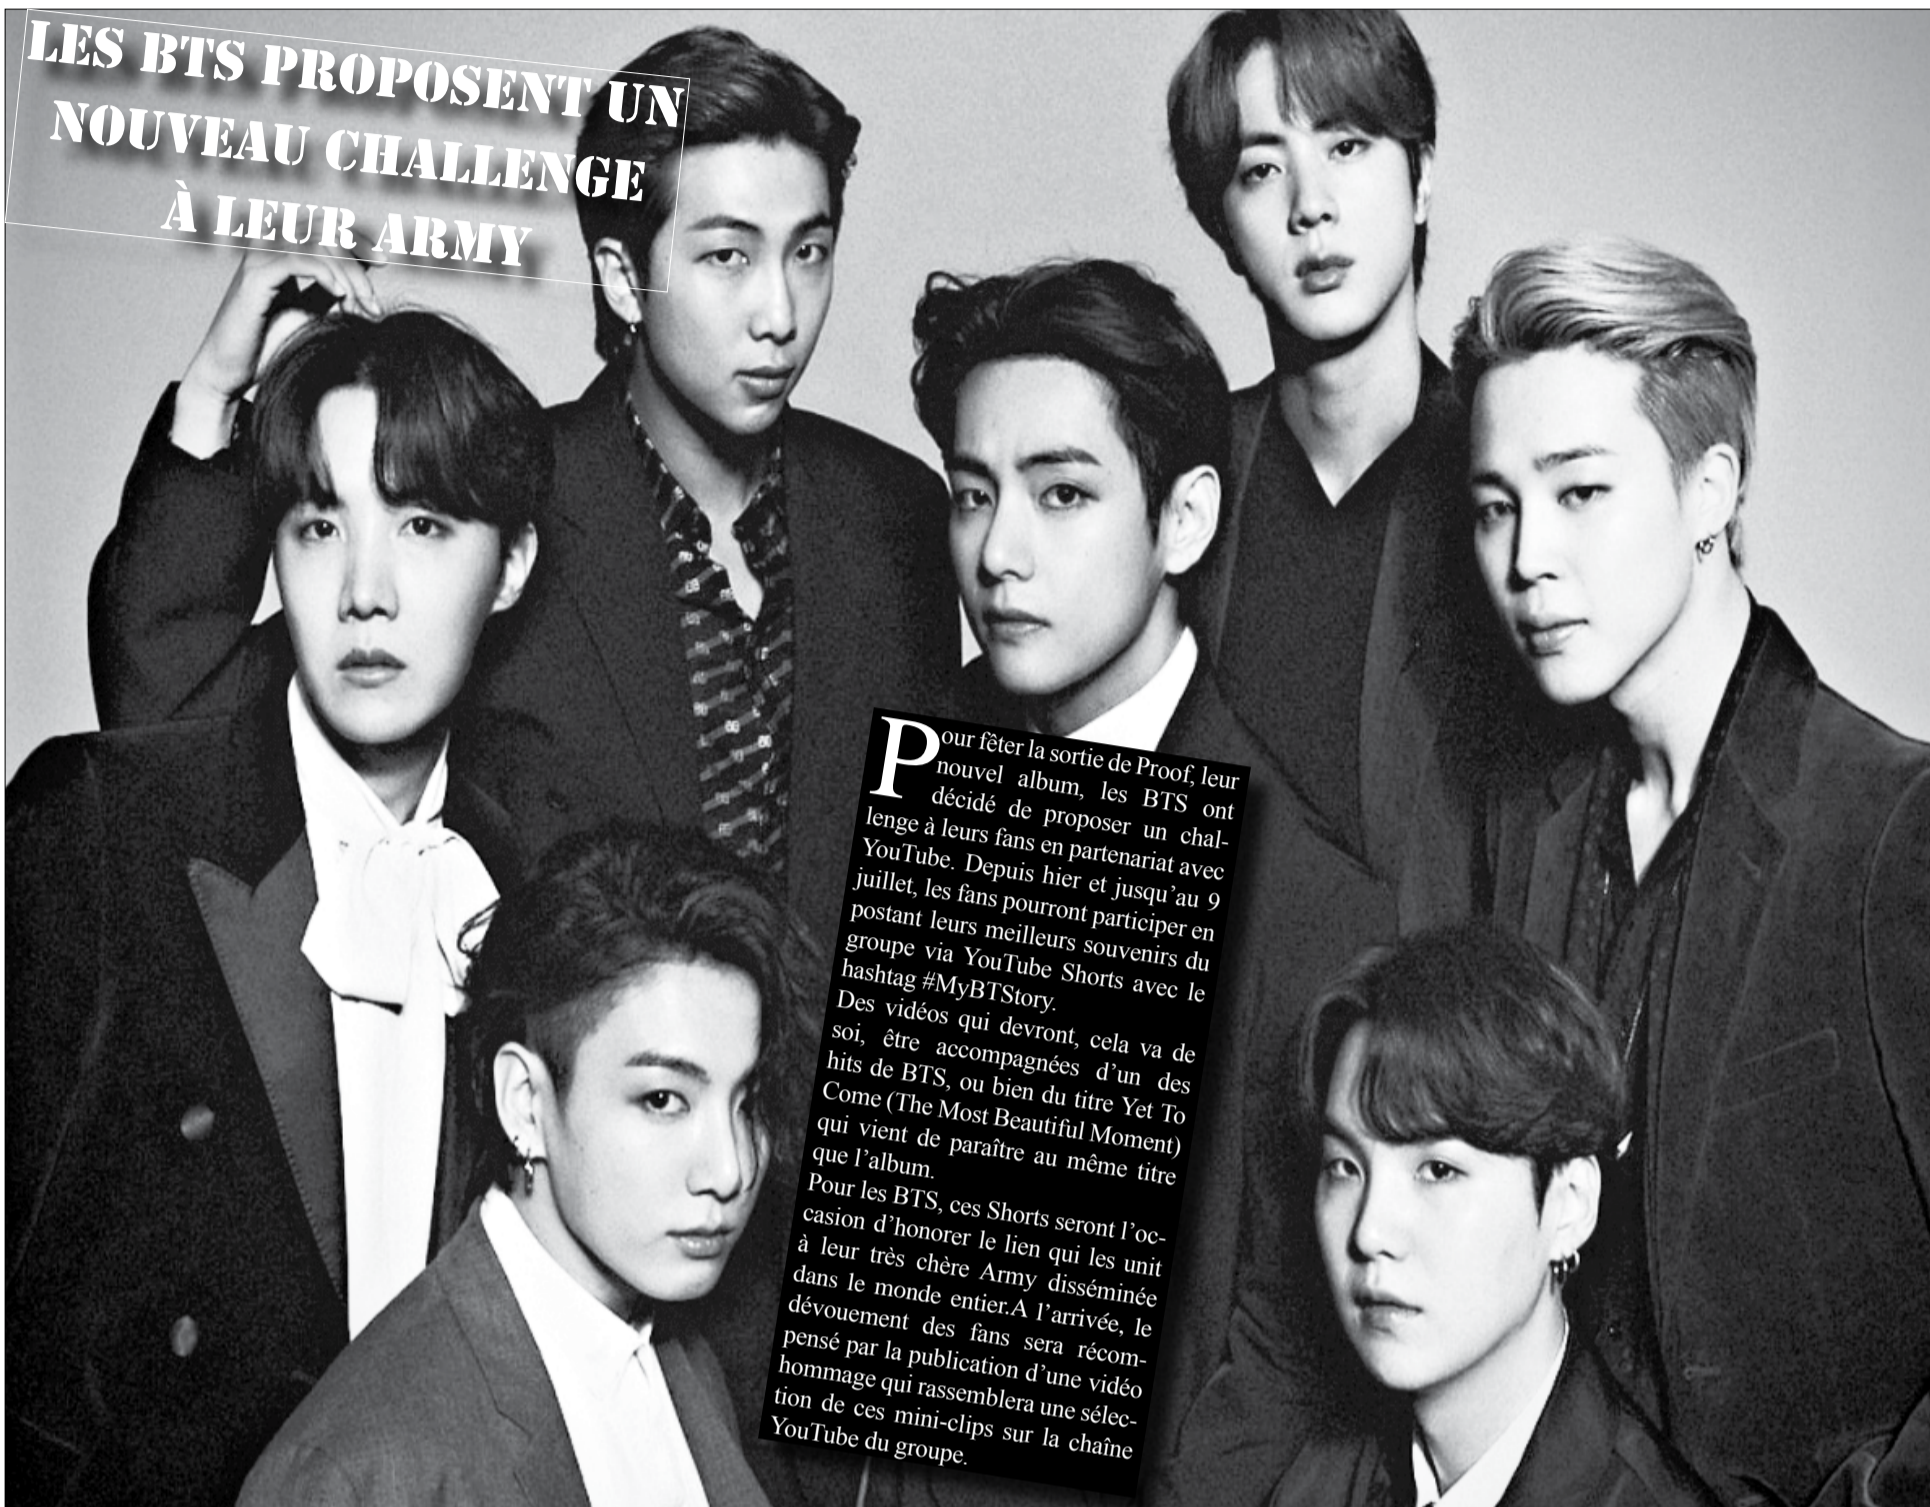 LES BTS PROPOSENT UN
NOUVEAU CHALLENGE
À LEUR ARMY
Pour fêter la sortie de Proof, leur
nouvel album, les BTS ont
décidé de proposer un chal-
lenge à leurs fans en partenariat avec
YouTube. Depuis hier et jusqu’au 9
juillet, les fans pourront participer en
postant leurs meilleurs souvenirs du
groupe via YouTube Shorts avec le
hashtag #MyBTStory.
Des vidéos qui devront, cela va de
soi, être accompagnées d’un des
hits de BTS, ou bien du titre Yet To
Come (The Most Beautiful Moment)
qui vient de paraître au même titre
que l’album.
Pour les BTS, ces Shorts seront l’oc-
casion d’honorer le lien qui les unit
à leur très chère Army disséminée
dans le monde entier.A l’arrivée, le
dévouement des fans sera récom-
pensé par la publication d’une vidéo
hommage qui rassemblera une sélec-
tion de ces mini-clips sur la chaîne
YouTube du groupe.